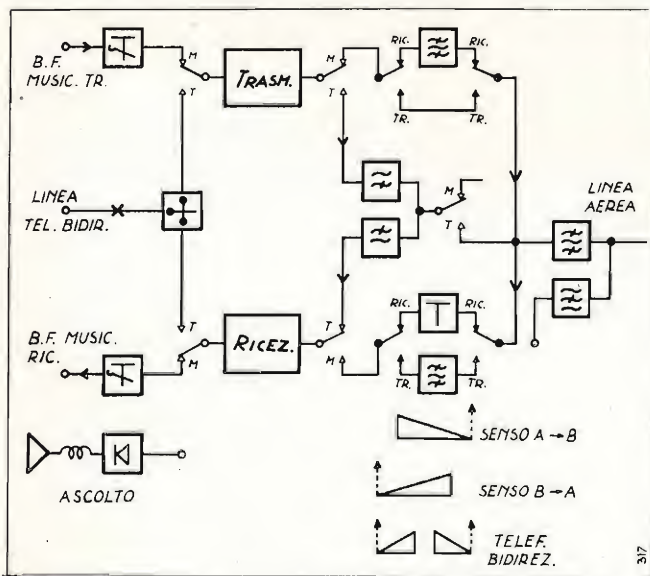 B.F.
MUSIC. TR.
M
T
TRASM.
M
T
RIC.
RIC.
TR.
TR.
LINEA
TEL. BIDIR.
M
T
LINEA
AEREA
B.F. MUSIC.
RIC.
T
M
RICEZ.
T
M
RIC.
T
RIC.
TR.
TR.
ASCOLTO
SENSO A→B
SENSO B→A
TELEF.
BIDIREZ.
317